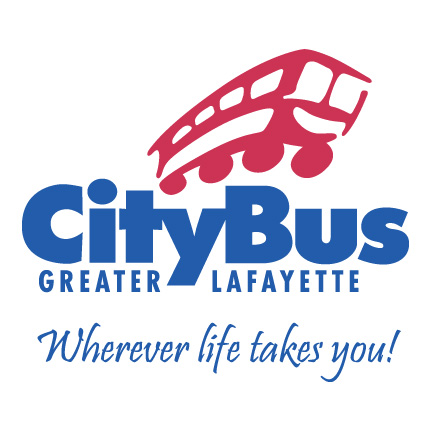 CityBus
GREATER LAFAYETTE
Wherever life takes you!